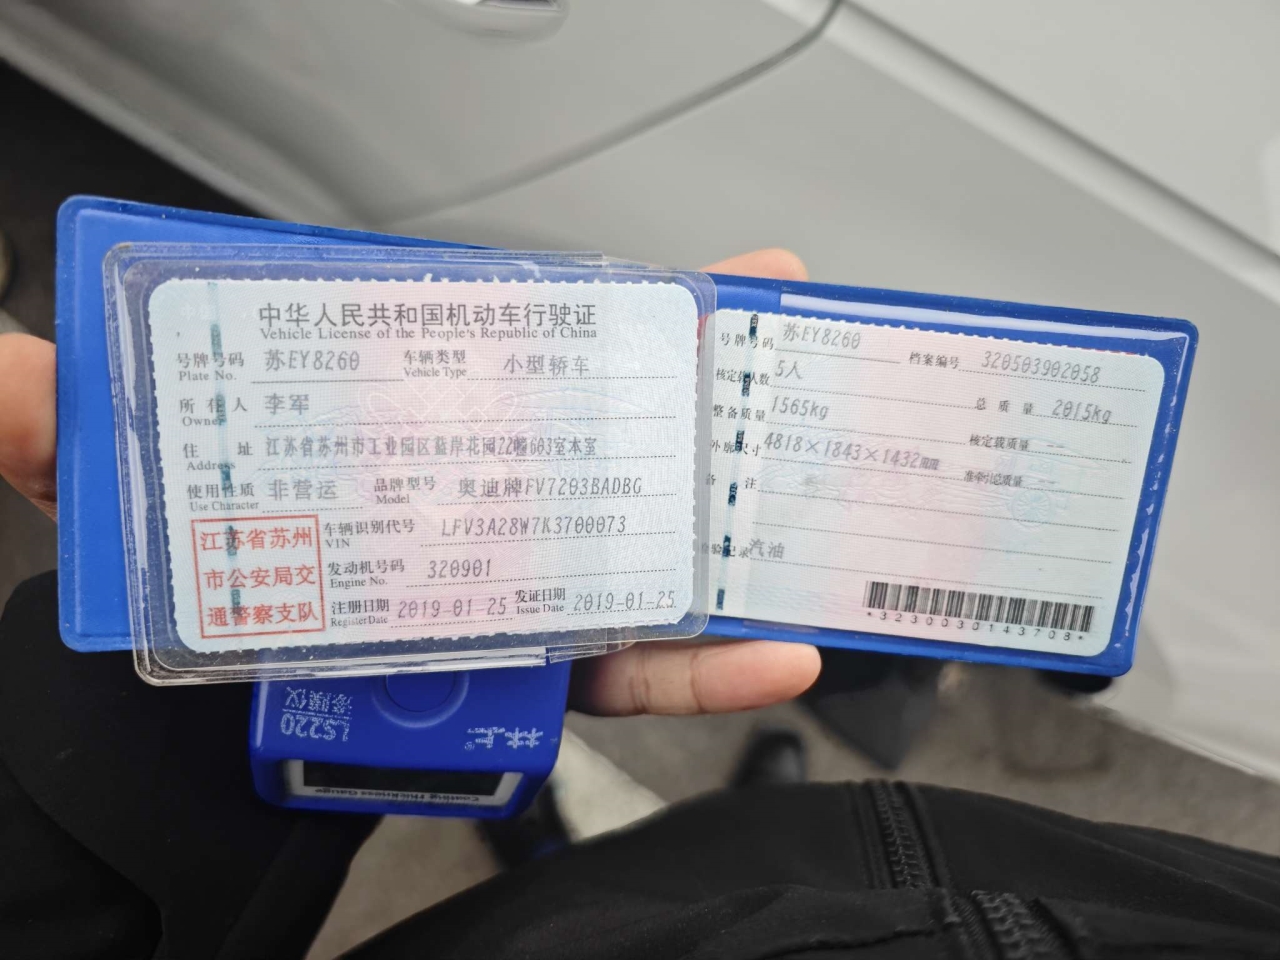 中华人民共和国机动车行驶证
Vehicle License of the People's Republic of China
号牌号码 苏EY8260 车辆类型 小型轿车
Plate No. Vehicle Type
所有人 李军
Owner
住址 江苏省苏州市工业园区 岸花园22幢603室本室
Address
使用性质 非营运 品牌型号 奥迪牌FV7203BADBG
Use Character Model
江苏省苏州
市公安局交
通警察支队
车辆识别代号 LFV3A28W7K3700073
VIN
发动机号码 320901
Engine No.
注册日期 2019-01-25 发证日期 2019-01-25
Register Date Issue Date
号牌号码 苏EY8260 档案编号 320503902058
核定载人数 5人 总质量 2015kg
整备质量 1565kg 核定载质量 --
外廓尺寸 4818×1843×1432 准牵引总质量 --
备注
检验记录 汽油
*3230030143708*
林上®
LS220
漆膜仪
Coating Thickness Gauge